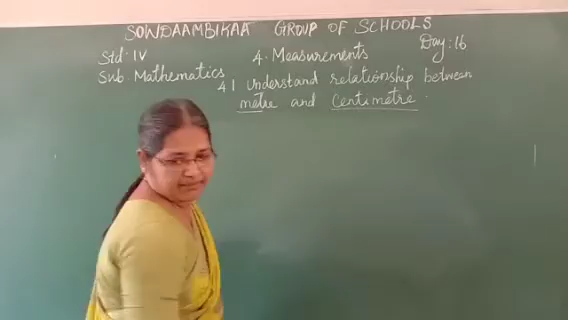 SOWDAAMBIKAA GROUP OF SCHOOLS
Std: IV 4. Measurements Day: 16
Sub Mathematics 4.1 understand relationship between
metre and Centimetre.